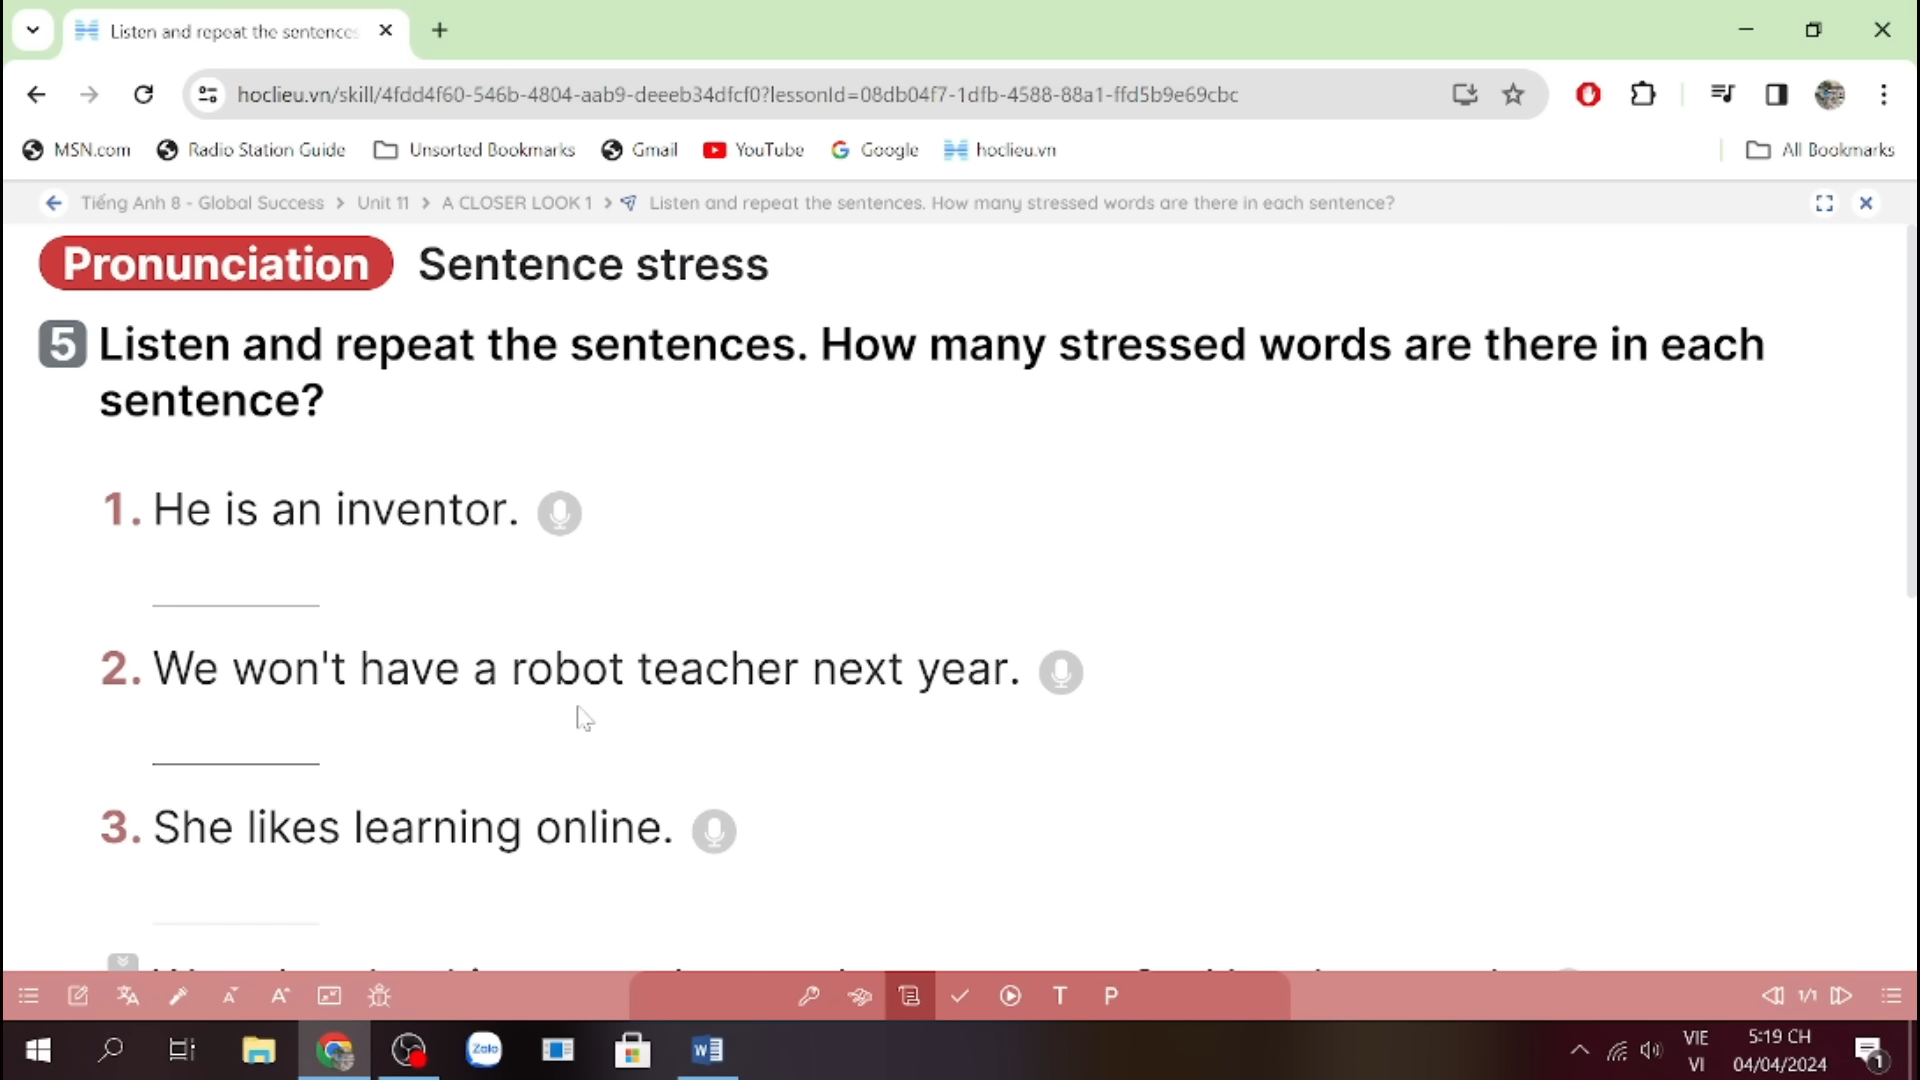 Listen and repeat the sentences
hoclieu.vn/skill/4fdd4f60-546b-4804-aab9-deeeb34dfcf0?lessonId=08db04f7-1dfb-4588-88a1-ffd5b9e69cbc
MSN.com Radio Station Guide Unsorted Bookmarks Gmail YouTube Google hoclieu.vn All Bookmarks
Tiếng Anh 8 - Global Success > Unit 11 > A CLOSER LOOK 1 > Listen and repeat the sentences. How many stressed words are there in each sentence?
Pronunciation Sentence stress
5 Listen and repeat the sentences. How many stressed words are there in each
sentence?
1. He is an inventor.
2. We won't have a robot teacher next year.
3. She likes learning online.
T P 1/1
Zalo
VIE 5:19 CH
VI 04/04/2024 1